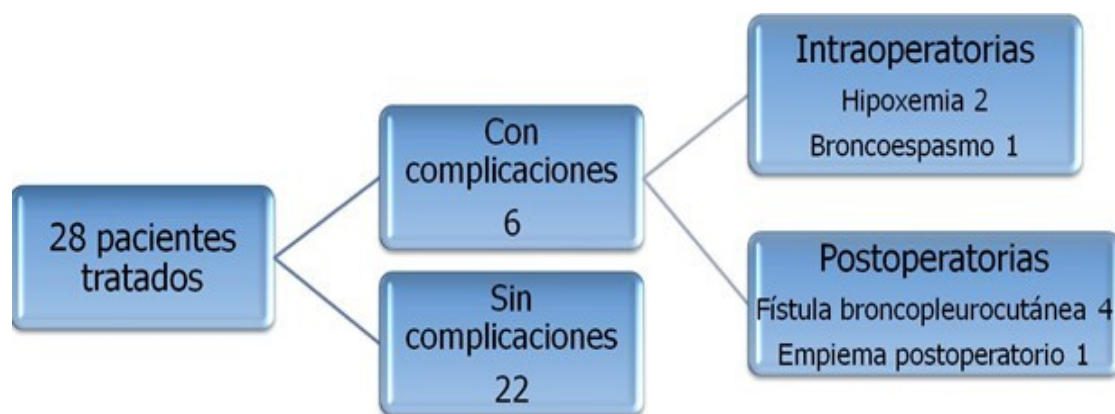 28 pacientes
tratados
Con
complicaciones
6
Sin
complicaciones
22
Intraoperatorias
Hipoxemia 2
Broncoespasmo 1
Postoperatorias
Fístula broncopleurocutánea 4
Empiema postoperatorio 1